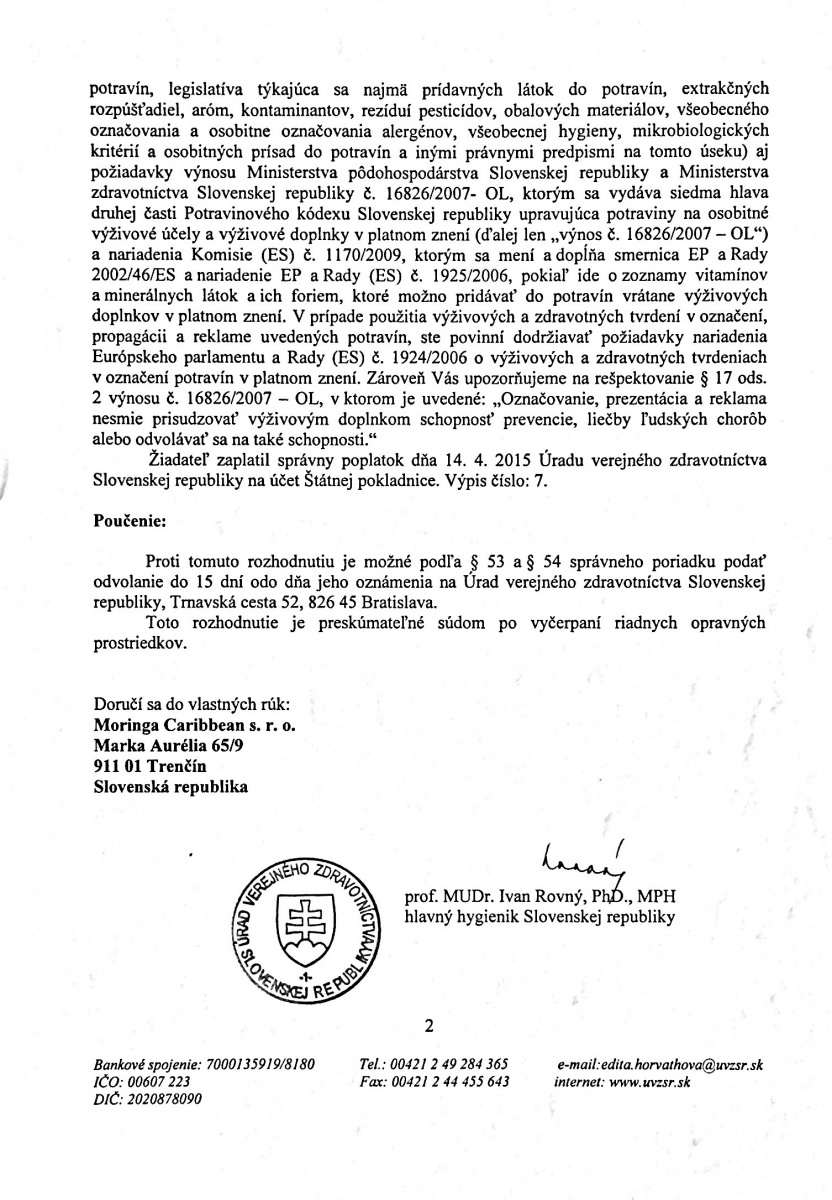 potravín, legislatíva týkajúca sa najmä prídavných látok do potravín, extrakčných
rozpúšťadiel, aróm, kontaminantov, rezíduí pesticídov, obalových materiálov, všeobecného
označovania a osobitne označovania alergénov, všeobecnej hygieny, mikrobiologických
kritérií a osobitných prísad do potravín a inými právnymi predpismi na tomto úseku) aj
požiadavky výnosu Ministerstva pôdohospodárstva Slovenskej republiky a Ministerstva
zdravotníctva Slovenskej republiky č. 16826/2007- OL, ktorým sa vydáva siedma hlava
druhej časti Potravinového kódexu Slovenskej republiky upravujúca potraviny na osobitné
výživové účely a výživové doplnky v platnom znení (ďalej len „výnos č. 16826/2007 – OL“)
a nariadenia Komisie (ES) č. 1170/2009, ktorým sa mení a dopĺňa smernica EP a Rady
2002/46/ES a nariadenie EP a Rady (ES) č. 1925/2006, pokiaľ ide o zoznamy vitamínov
a minerálnych látok a ich foriem, ktoré možno pridávať do potravín vrátane výživových
doplnkov v platnom znení. V prípade použitia výživových a zdravotných tvrdení v označení,
propagácii a reklame uvedených potravín, ste povinní dodržiavať požiadavky nariadenia
Európskeho parlamentu a Rady (ES) č. 1924/2006 o výživových a zdravotných tvrdeniach
v označení potravín v platnom znení. Zároveň Vás upozorňujeme na rešpektovanie § 17 ods.
2 výnosu č. 16826/2007 – OL, v ktorom je uvedené: „Označovanie, prezentácia a reklama
nesmie prisudzovať výživovým doplnkom schopnosť prevencie, liečby ľudských chorôb
alebo odvolávať sa na také schopnosti.“
Žiadateľ zaplatil správny poplatok dňa 14. 4. 2015 Úradu verejného zdravotníctva
Slovenskej republiky na účet Štátnej pokladnice. Výpis číslo: 7.
Poučenie:
Proti tomuto rozhodnutiu je možné podľa § 53 a § 54 správneho poriadku podať
odvolanie do 15 dní odo dňa jeho oznámenia na Úrad verejného zdravotníctva Slovenskej
republiky, Trnavská cesta 52, 826 45 Bratislava.
Toto rozhodnutie je preskúmateľné súdom po vyčerpaní riadnych opravných
prostriedkov.
Doručí sa do vlastných rúk:
Moringa Caribbean s. r. o.
Marka Aurélia 65/9
911 01 Trenčín
Slovenská republika
ÚRAD VEREJNÉHO ZDRAVOTNÍCTVA
SLOVENSKEJ REPUBLIKY
-1-
prof. MUDr. Ivan Rovný, PhD., MPH
hlavný hygienik Slovenskej republiky
2
Bankové spojenie: 7000135919/8180
IČO: 00607 223
DIČ: 2020878090
Tel.: 00421 2 49 284 365
Fax: 00421 2 44 455 643
e-mail:edita.horvathova@uvzsr.sk
internet: www.uvzsr.sk